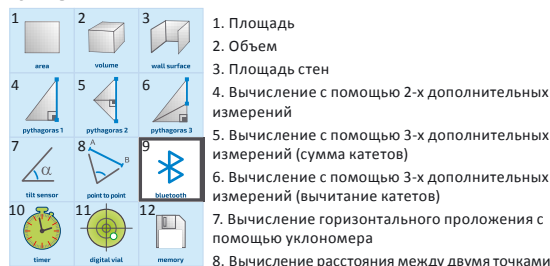 1 2 3
area volume wall surface
4 5 6
pythagoras 1 pythagoras 2 pythagoras 3
7 8 A B 9
α
tilt sensor point to point bluetooth
10 11 12
timer digital vial memory
1. Площадь
2. Объем
3. Площадь стен
4. Вычисление с помощью 2-х дополнительных
измерений
5. Вычисление с помощью 3-х дополнительных
измерений (сумма катетов)
6. Вычисление с помощью 3-х дополнительных
измерений (вычитание катетов)
7. Вычисление горизонтального проложения с
помощью уклономера
8. Вычисление расстояния между двумя точками